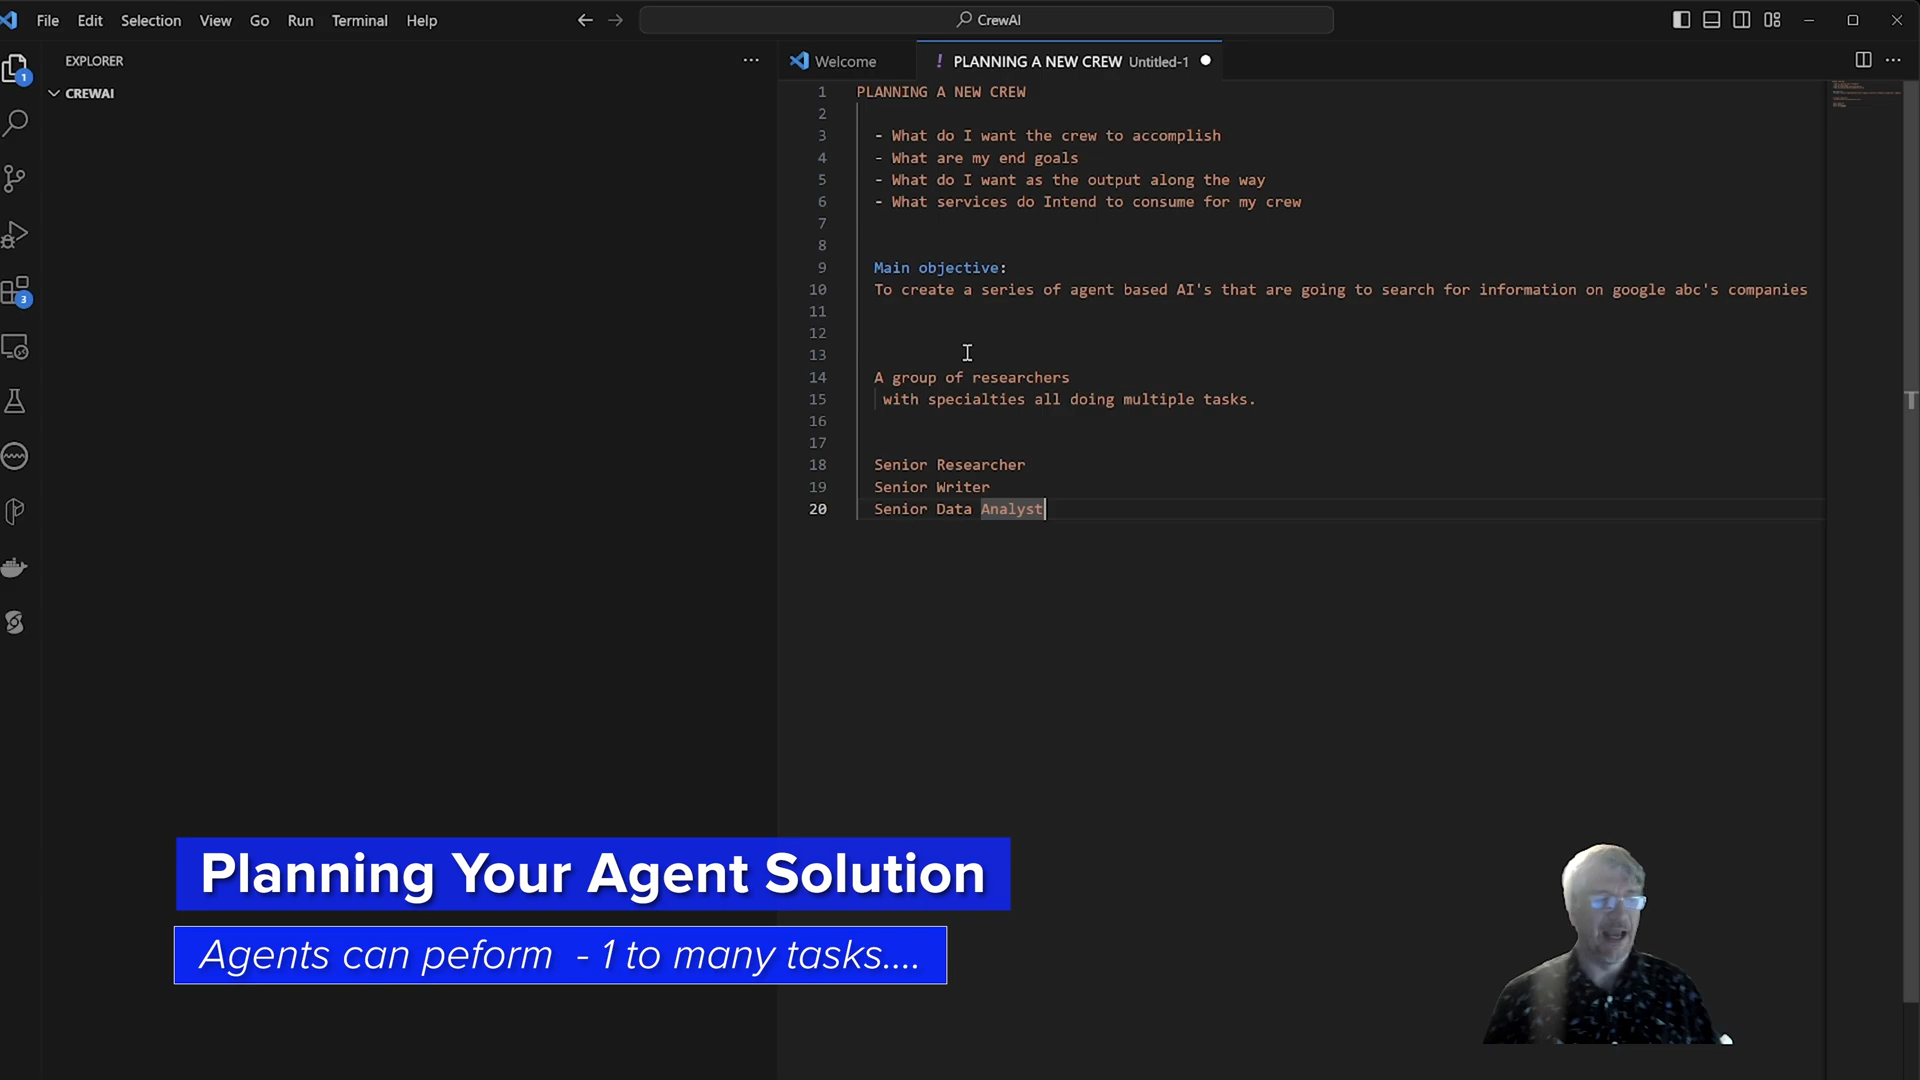 File Edit Selection View Go Run Terminal Help
CrewAI
EXPLORER
Welcome
! PLANNING A NEW CREW Untitled-1
1
CREWAI
1 PLANNING A NEW CREW
2
3 - What do I want the crew to accomplish
4 - What are my end goals
5 - What do I want as the output along the way
6 - What services do Intend to consume for my crew
7
8
9 Main objective:
10 To create a series of agent based AI's that are going to search for information on google abc's companies
3
11
12
13
14 A group of researchers
15 with specialties all doing multiple tasks.
16
17
18 Senior Researcher
19 Senior Writer
20 Senior Data Analyst
Planning Your Agent Solution
Agents can peform - 1 to many tasks....